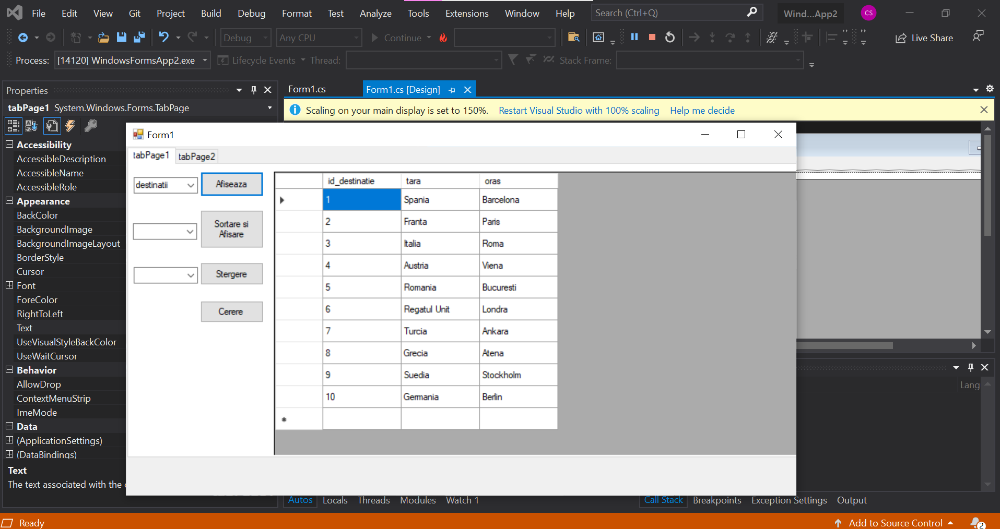 File Edit View Git Project Build Debug Format Test Analyze Tools Extensions Window Help Search (Ctrl+Q) Wind...App2 CS
Debug Any CPU Continue Live Share
Process: [14120] WindowsFormsApp2.exe Lifecycle Events Thread: Stack Frame:
Properties
tabPage1 System.Windows.Forms.TabPage
Accessibility
AccessibleDescription
AccessibleName
AccessibleRole
Appearance
BackColor
BackgroundImage
BackgroundImageLayout
BorderStyle
Cursor
Font
ForeColor
RightToLeft
Text
UseVisualStyleBackColor
UseWaitCursor
Behavior
AllowDrop
ContextMenuStrip
ImeMode
Data
(ApplicationSettings)
(DataBindings)
Text
The text associated with the
Form1.cs Form1.cs [Design]
Scaling on your main display is set to 150%. Restart Visual Studio with 100% scaling Help me decide
Form1
tabPage1 tabPage2
destinatii Afiseaza
Sortare si
Afisare
Stergere
Cerere
id_destinatie tara oras
1 Spania Barcelona
2 Franta Paris
3 Italia Roma
4 Austria Viena
5 Romania Bucuresti
6 Regatul Unit Londra
7 Turcia Ankara
8 Grecia Atena
9 Suedia Stockholm
10 Germania Berlin
Lang
Autos Locals Threads Modules Watch 1
Call Stack Breakpoints Exception Settings Output
Ready Add to Source Control 2